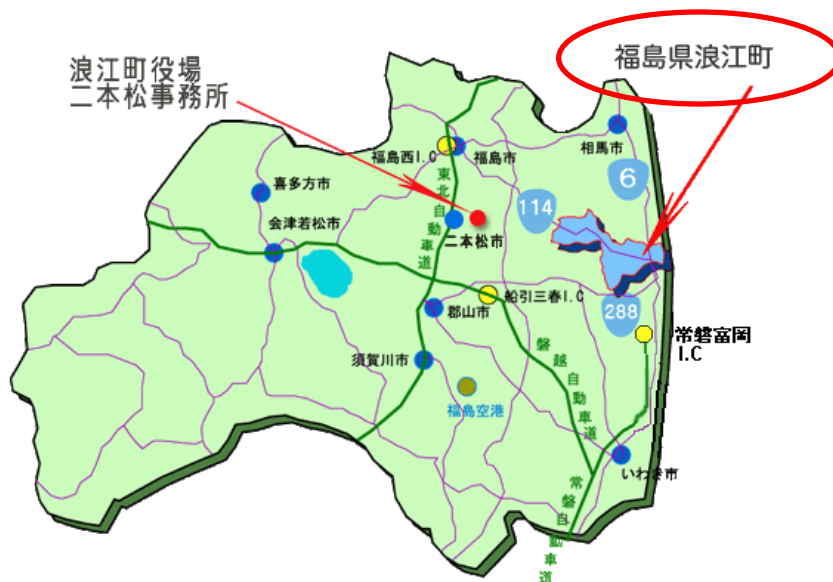 福島県浪江町
浪江町役場
二本松事務所
福島西I.C
福島市
相馬市
6
喜多方市
114
会津若松市
二本松市
東北自動車道
船引三春I.C
288
郡山市
常磐富岡
I.C
須賀川市
磐越自動車道
福島空港
いわき市
常磐自動車道